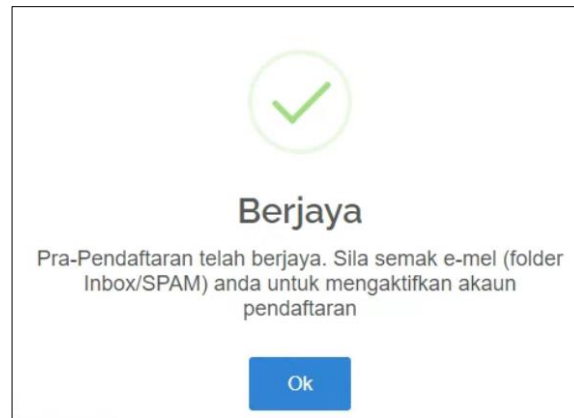 Berjaya
Pra-Pendaftaran telah berjaya. Sila semak e-mel (folder
Inbox/SPAM) anda untuk mengaktifkan akaun
pendaftaran
Ok